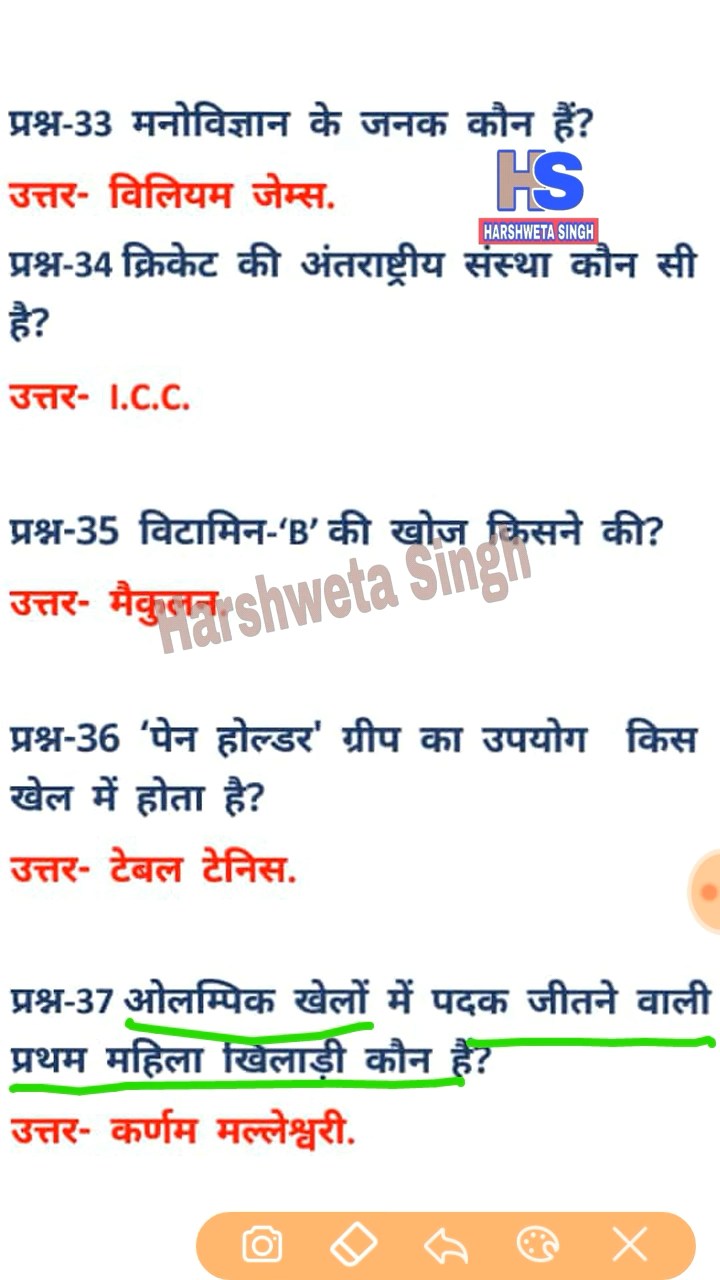 प्रश्न-33 मनोविज्ञान के जनक कौन हैं?
उत्तर- विलियम जेम्स.
HS
HARSHWETA SINGH
प्रश्न-34 क्रिकेट की अंतराष्ट्रीय संस्था कौन सी
है?
उत्तर- I.C.C.
प्रश्न-35 विटामिन-‘B’ की खोज किसने की?
उत्तर- मैकुलन.
Harshweta Singh
प्रश्न-36 ‘पेन होल्डर' ग्रीप का उपयोग किस
खेल में होता है?
उत्तर- टेबल टेनिस.
प्रश्न-37 ओलम्पिक खेलों में पदक जीतने वाली
प्रथम महिला खिलाड़ी कौन है?
उत्तर- कर्णम मल्लेश्वरी.